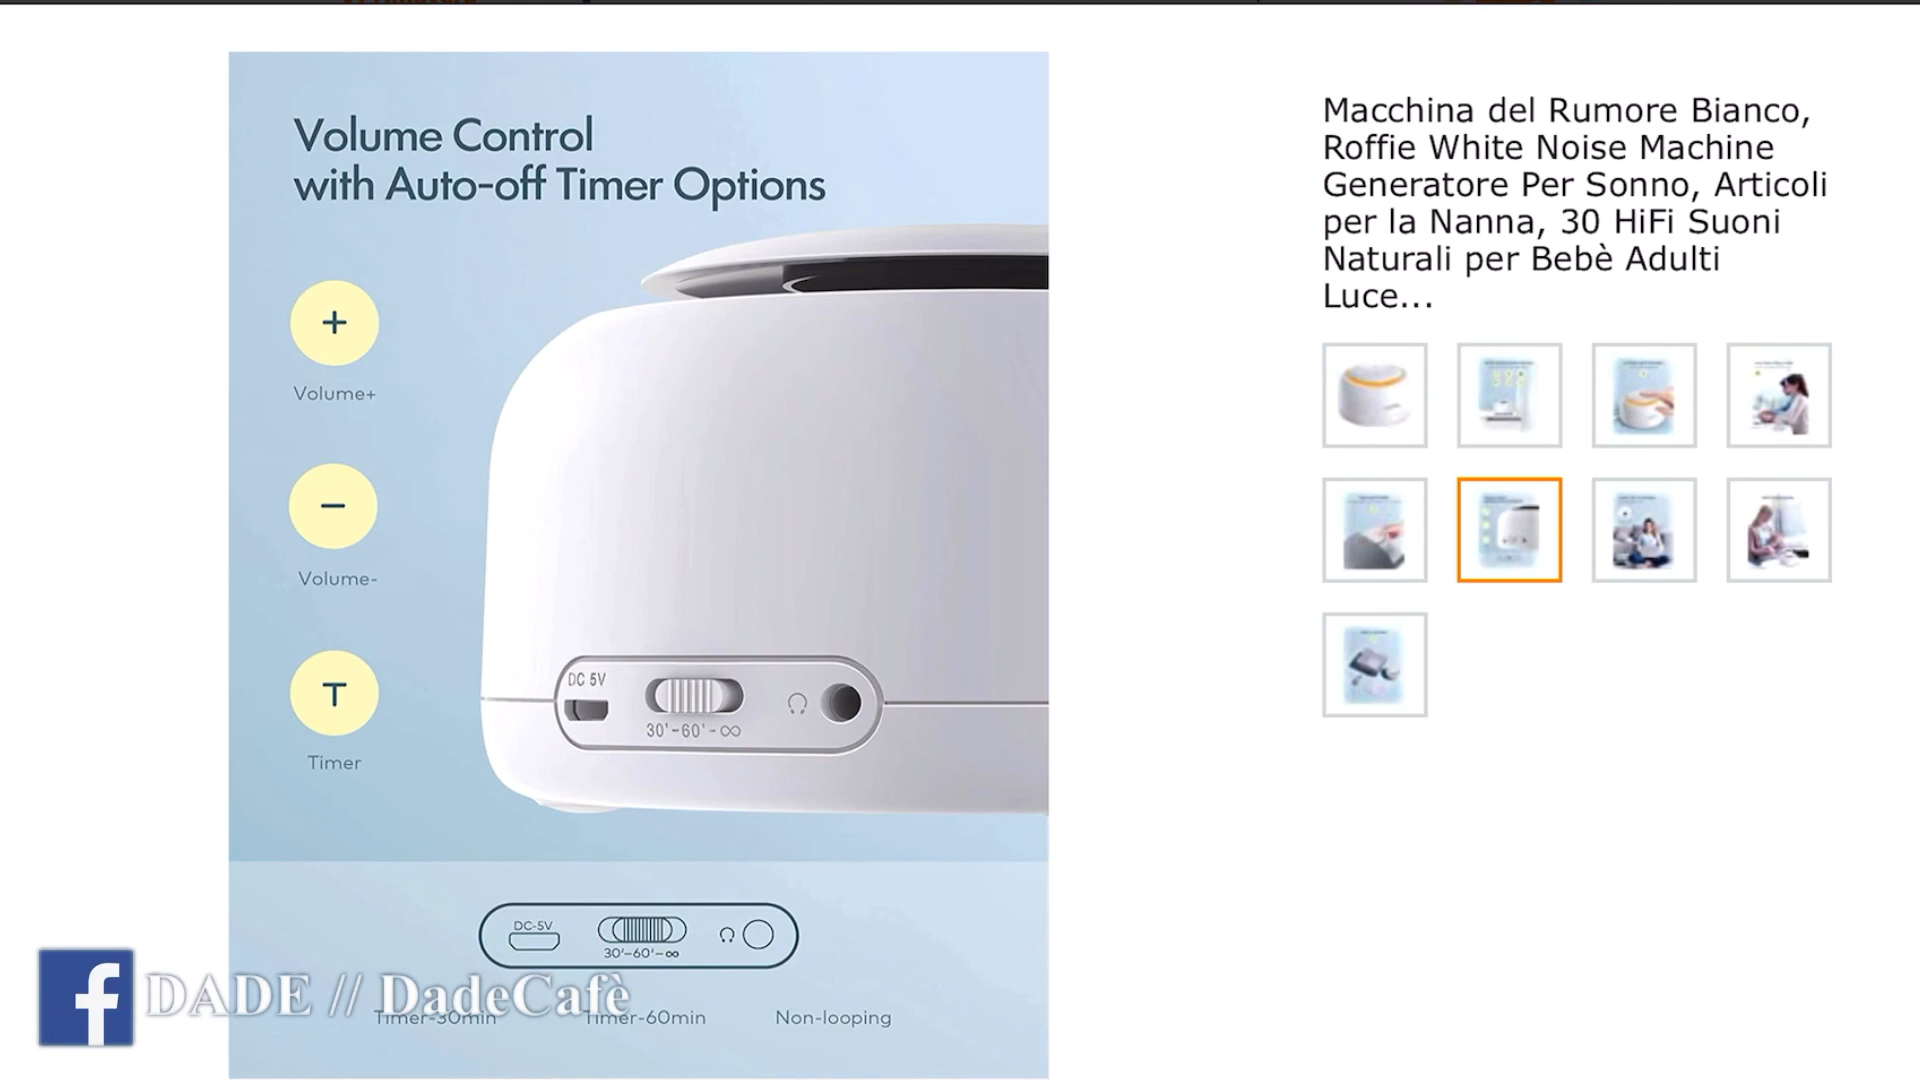 Volume Control
with Auto-off Timer Options
+
Volume+
−
Volume-
T
Timer
DC 5V
30'-60'-∞
DC-5V
30'-60'-∞
Timer-30min
Timer-60min
Non-looping
f
DADE // DadeCafè
Macchina del Rumore Bianco,
Roffie White Noise Machine
Generatore Per Sonno, Articoli
per la Nanna, 30 HiFi Suoni
Naturali per Bebè Adulti
Luce...